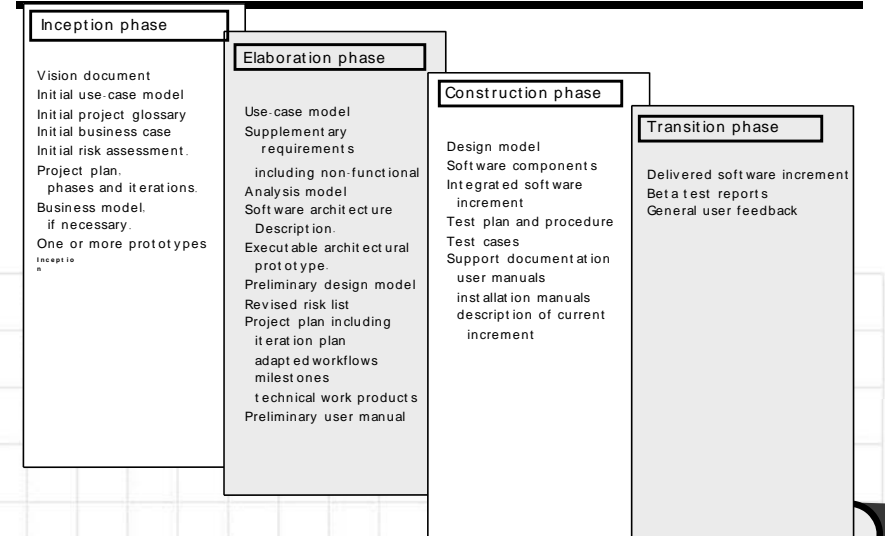 Inception phase
Vision document
Initial use-case model
Initial project glossary
Initial business case
Initial risk assessment.
Project plan,
phases and iterations.
Business model,
if necessary.
One or more prototypes
Inceptio
n
Elaboration phase
Use-case model
Supplementary
requirements
including non-functional
Analysis model
Software architecture
Description.
Executable architectural
prototype.
Preliminary design model
Revised risk list
Project plan including
iteration plan
adapted workflows
milestones
technical work products
Preliminary user manual
Construction phase
Design model
Software components
Integrated software
increment
Test plan and procedure
Test cases
Support documentation
user manuals
installation manuals
description of current
increment
Transition phase
Delivered software increment
Beta test reports
General user feedback